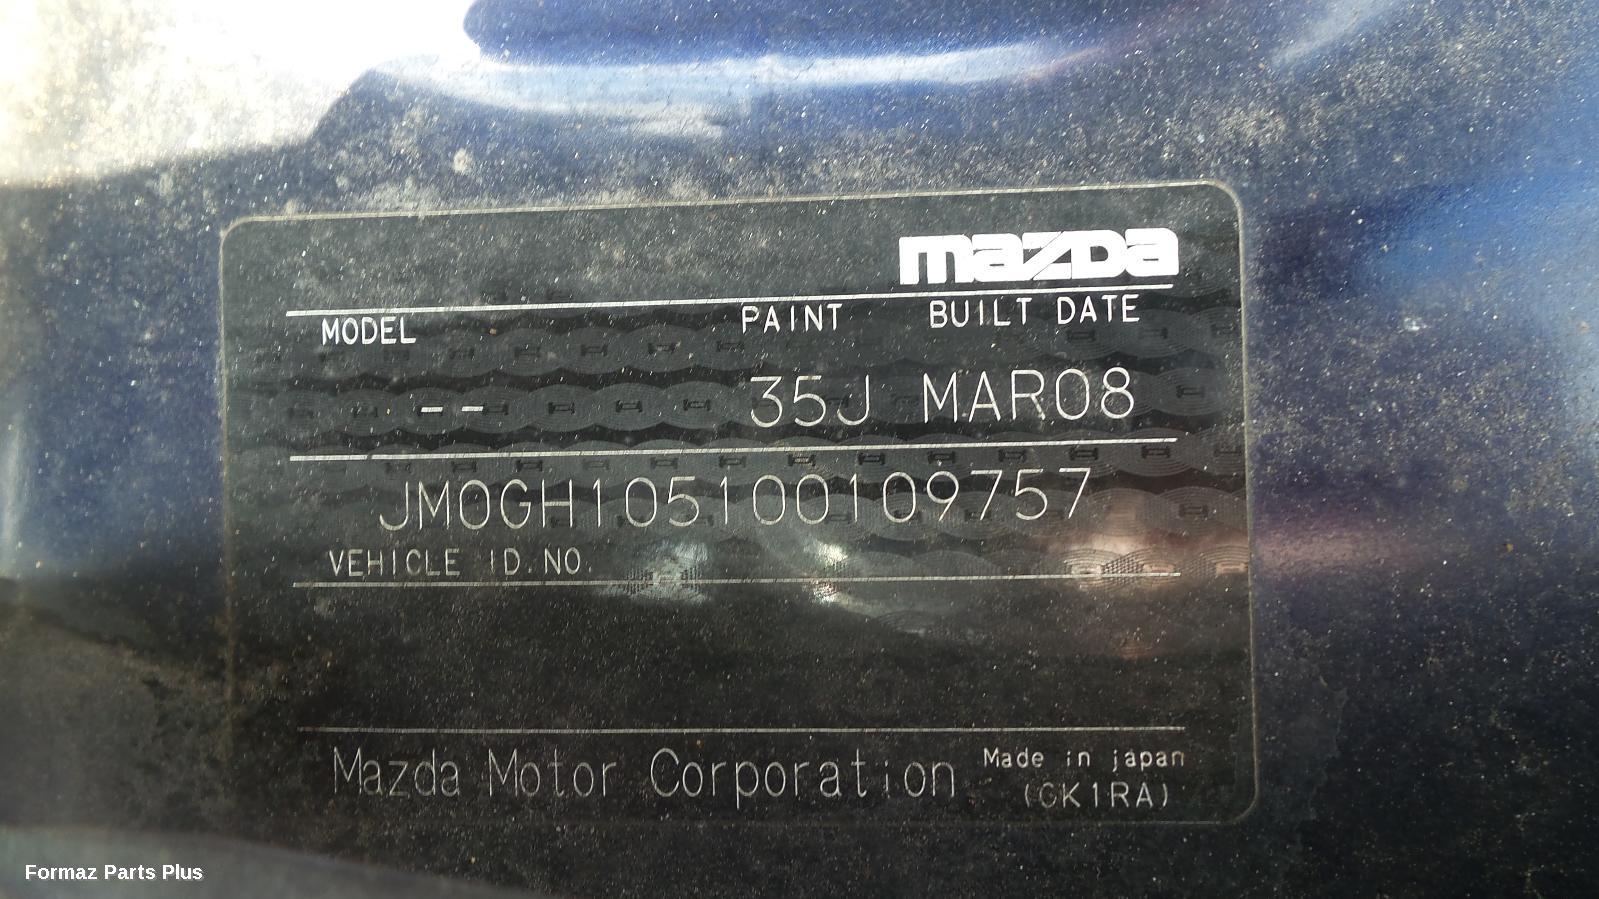 mazda
MODEL PAINT BUILT DATE
-- 35J MAR08
JM0GH105100109757
VEHICLE ID.NO.
Mazda Motor Corporation Made in japan
(CK1RA)
Formaz Parts Plus